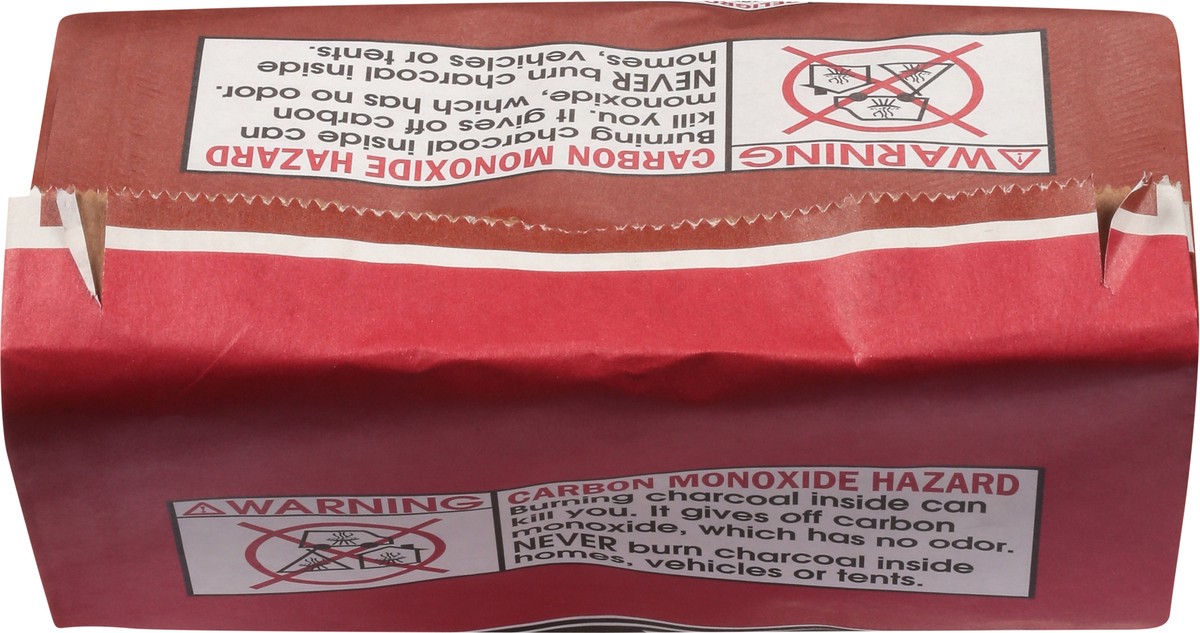 PELIGRO
⚠WARNING
CARBON MONOXIDE HAZARD
Burning charcoal inside can
kill you. It gives off carbon
monoxide, which has no odor.
NEVER burn charcoal inside
homes, vehicles or tents.
⚠WARNING
CARBON MONOXIDE HAZARD
Burning charcoal inside can
kill you. It gives off carbon
monoxide, which has no odor.
NEVER burn charcoal inside
homes, vehicles or tents.